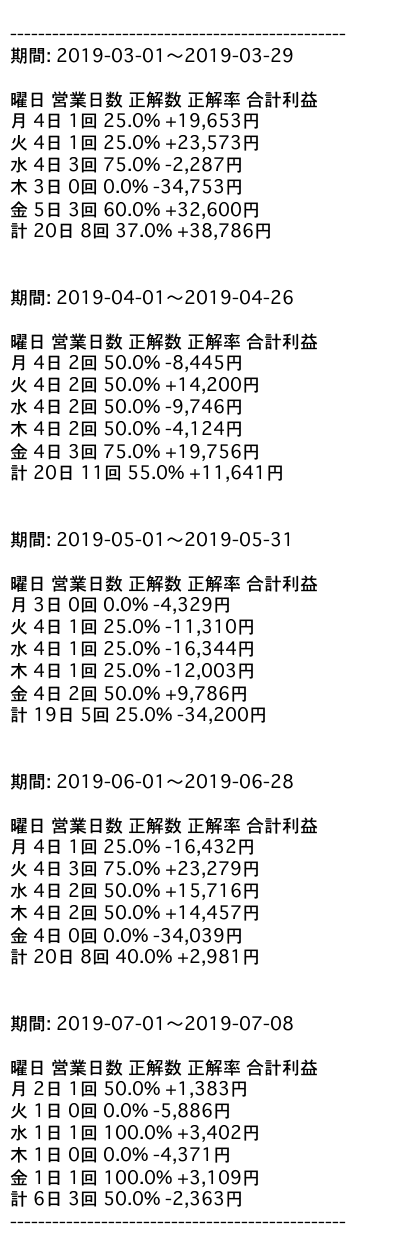 ------------------------------------------------
期間: 2019-03-01〜2019-03-29
曜日 営業日数 正解数 正解率 合計利益
月 4日 1回 25.0% +19,653円
火 4日 1回 25.0% +23,573円
水 4日 3回 75.0% -2,287円
木 3日 0回 0.0% -34,753円
金 5日 3回 60.0% +32,600円
計 20日 8回 37.0% +38,786円
期間: 2019-04-01〜2019-04-26
曜日 営業日数 正解数 正解率 合計利益
月 4日 2回 50.0% -8,445円
火 4日 2回 50.0% +14,200円
水 4日 2回 50.0% -9,746円
木 4日 2回 50.0% -4,124円
金 4日 3回 75.0% +19,756円
計 20日 11回 55.0% +11,641円
期間: 2019-05-01〜2019-05-31
曜日 営業日数 正解数 正解率 合計利益
月 3日 0回 0.0% -4,329円
火 4日 1回 25.0% -11,310円
水 4日 1回 25.0% -16,344円
木 4日 1回 25.0% -12,003円
金 4日 2回 50.0% +9,786円
計 19日 5回 25.0% -34,200円
期間: 2019-06-01〜2019-06-28
曜日 営業日数 正解数 正解率 合計利益
月 4日 1回 25.0% -16,432円
火 4日 3回 75.0% +23,279円
水 4日 2回 50.0% +15,716円
木 4日 2回 50.0% +14,457円
金 4日 0回 0.0% -34,039円
計 20日 8回 40.0% +2,981円
期間: 2019-07-01〜2019-07-08
曜日 営業日数 正解数 正解率 合計利益
月 2日 1回 50.0% +1,383円
火 1日 0回 0.0% -5,886円
水 1日 1回 100.0% +3,402円
木 1日 0回 0.0% -4,371円
金 1日 1回 100.0% +3,109円
計 6日 3回 50.0% -2,363円
------------------------------------------------